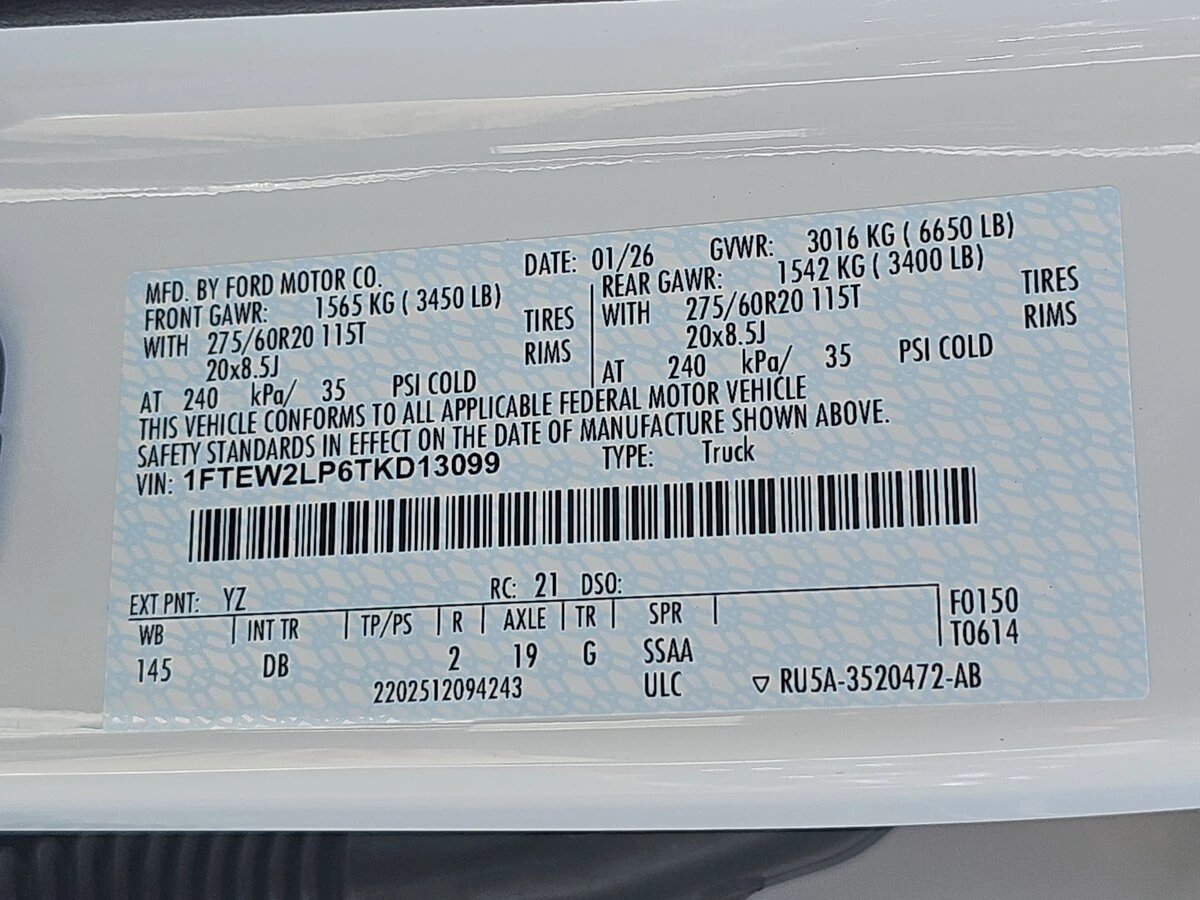 MFD. BY FORD MOTOR CO. DATE: 01/26 GVWR: 3016 KG ( 6650 LB)
FRONT GAWR: 1565 KG ( 3450 LB) REAR GAWR: 1542 KG ( 3400 LB)
WITH 275/60R20 115T TIRES WITH 275/60R20 115T TIRES
20x8.5J RIMS 20x8.5J RIMS
AT 240 kPa/ 35 PSI COLD AT 240 kPa/ 35 PSI COLD
THIS VEHICLE CONFORMS TO ALL APPLICABLE FEDERAL MOTOR VEHICLE
SAFETY STANDARDS IN EFFECT ON THE DATE OF MANUFACTURE SHOWN ABOVE.
VIN: 1FTEW2LP6TKD13099 TYPE: Truck
EXT PNT: YZ RC: 21 DSO:
WB INT TR TP/PS R AXLE TR SPR F0150
145 DB 2 19 G SSAA T0614
2202512094243 ULC ▽ RU5A-3520472-AB